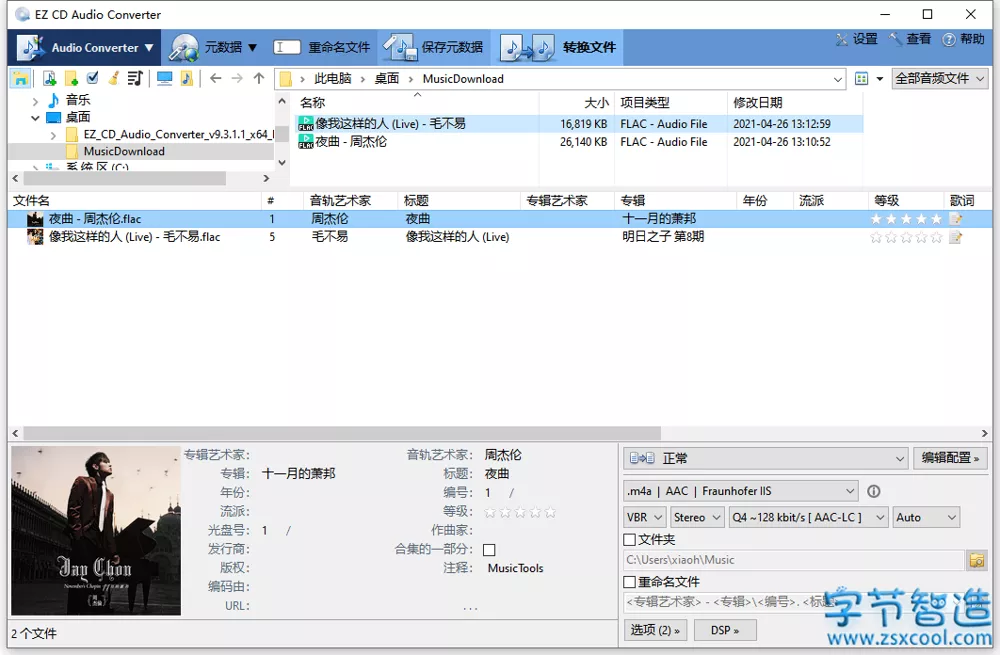 EZ CD Audio Converter
Audio Converter ▼ 元数据 ▼ 重命名文件 保存元数据 转换文件 设置 查看 帮助
此电脑 › 桌面 › MusicDownload 全部音频文件
音乐
桌面
EZ_CD_Audio_Converter_v9.3.1.1_x64_
MusicDownload
系统区 (C:)
名称 大小 项目类型 修改日期
像我这样的人 (Live) - 毛不易 16,819 KB FLAC - Audio File 2021-04-26 13:12:59
夜曲 - 周杰伦 26,140 KB FLAC - Audio File 2021-04-26 13:10:52
文件名 # 音轨艺术家 标题 专辑艺术家 专辑 年份 流派 等级 歌词
夜曲 - 周杰伦.flac 1 周杰伦 夜曲 十一月的萧邦
像我这样的人 (Live) - 毛不易.flac 5 毛不易 像我这样的人 (Live) 明日之子 第8期
Jay Chou
November's Chopin
周杰倫
专辑艺术家:
专辑: 十一月的萧邦
年份:
流派:
光盘号: 1 /
发行商:
版权:
编码由:
URL:
音轨艺术家: 周杰伦
标题: 夜曲
编号: 1 /
等级:
作曲家:
合集的一部分:
注释: MusicTools
...
正常 编辑配置 »
.m4a | AAC | Fraunhofer IIS
VBR Stereo Q4 ~128 kbit/s [ AAC-LC ] Auto
文件夹
C:\Users\xiaoh\Music
重命名文件
<专辑艺术家> - <专辑>\<编号>. <标题
选项 (2) » DSP »
2 个文件
字节智造
www.zsxcool.com